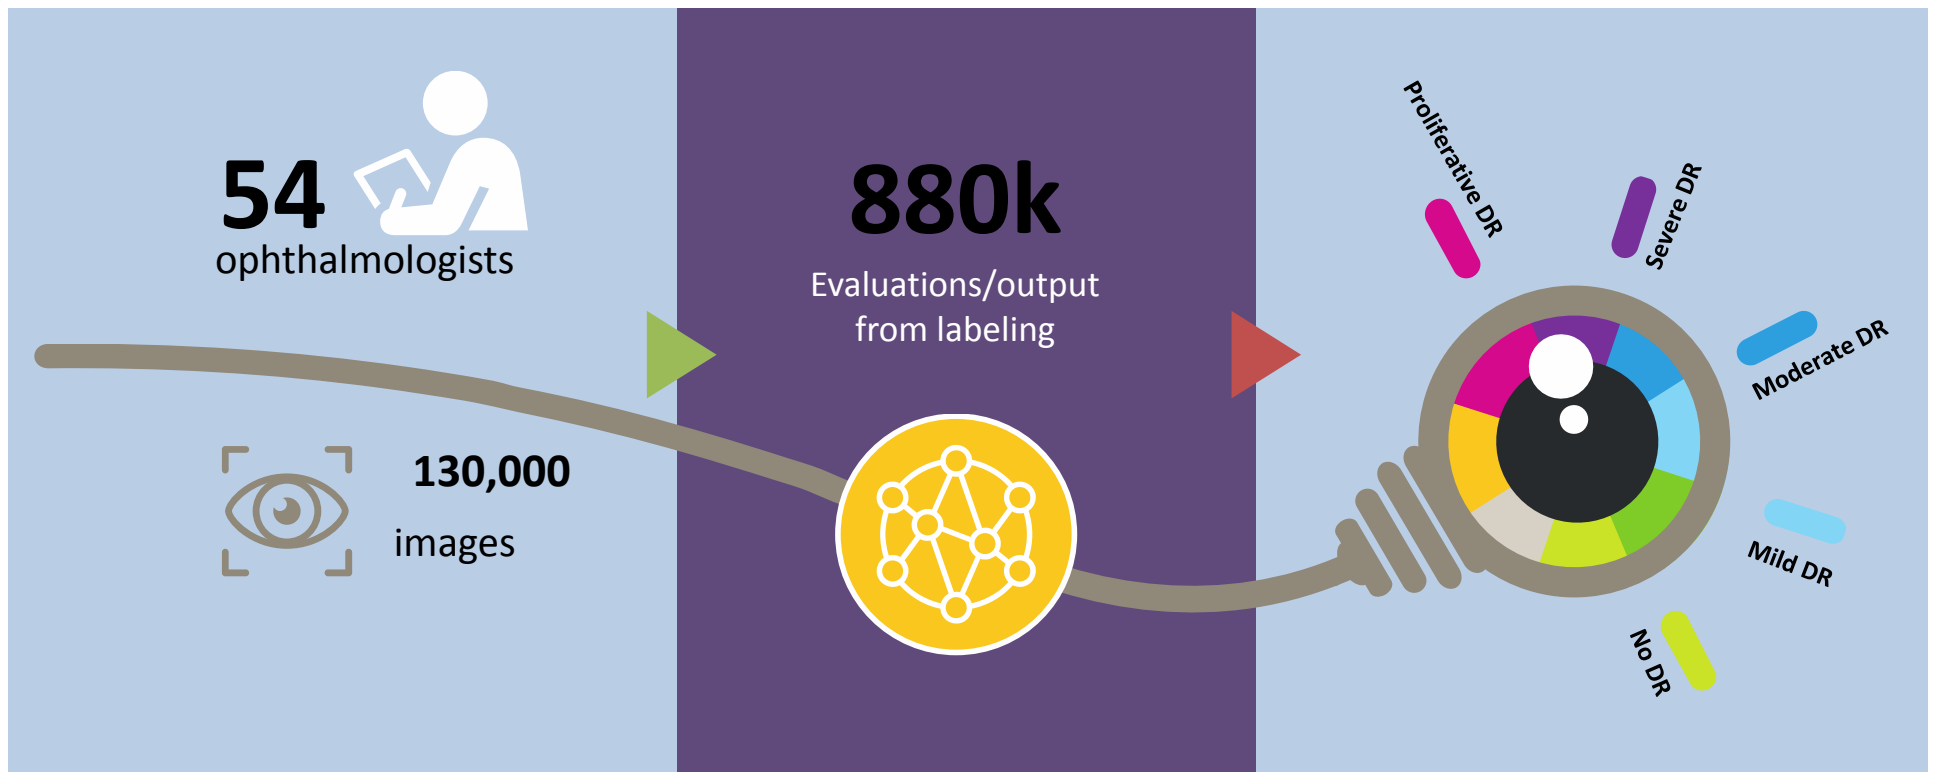 54
ophthalmologists
130,000
images
880k
Evaluations/output
from labeling
Proliferative DR
Severe DR
Moderate DR
Mild DR
No DR